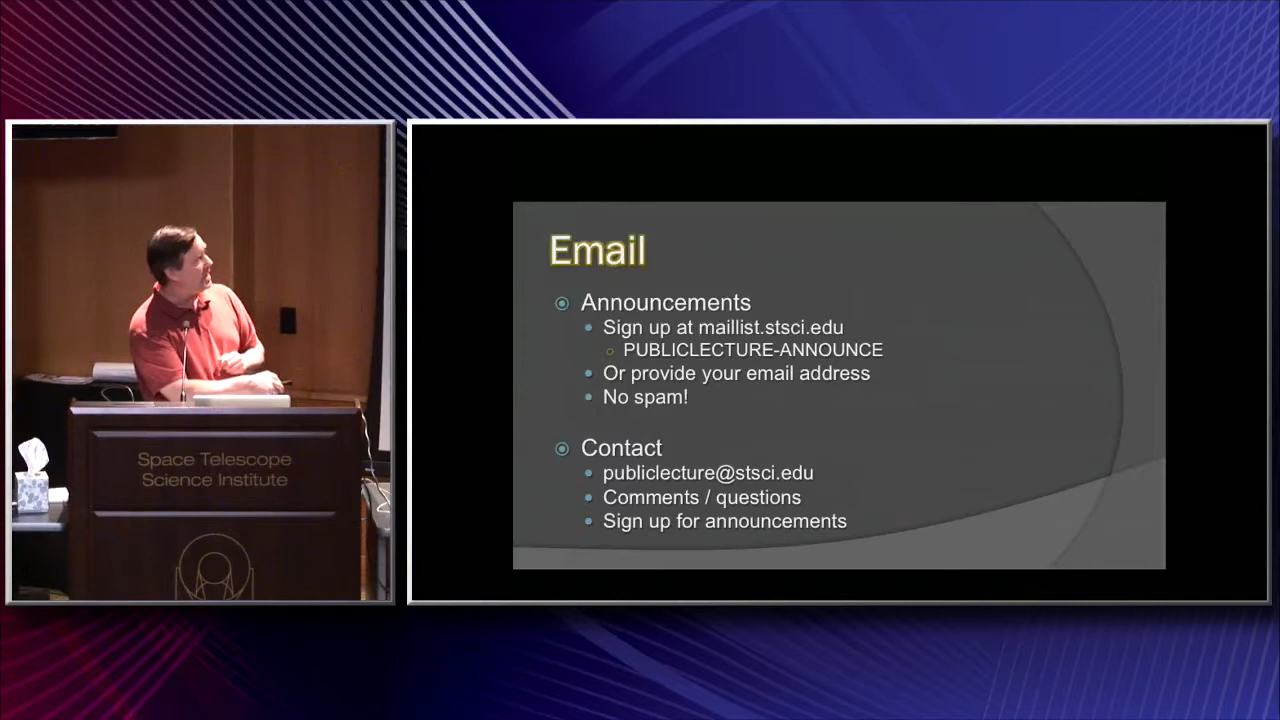 Space Telescope
Science Institute
Email
Announcements
Sign up at maillist.stsci.edu
PUBLICLECTURE-ANNOUNCE
Or provide your email address
No spam!
Contact
publiclecture@stsci.edu
Comments / questions
Sign up for announcements